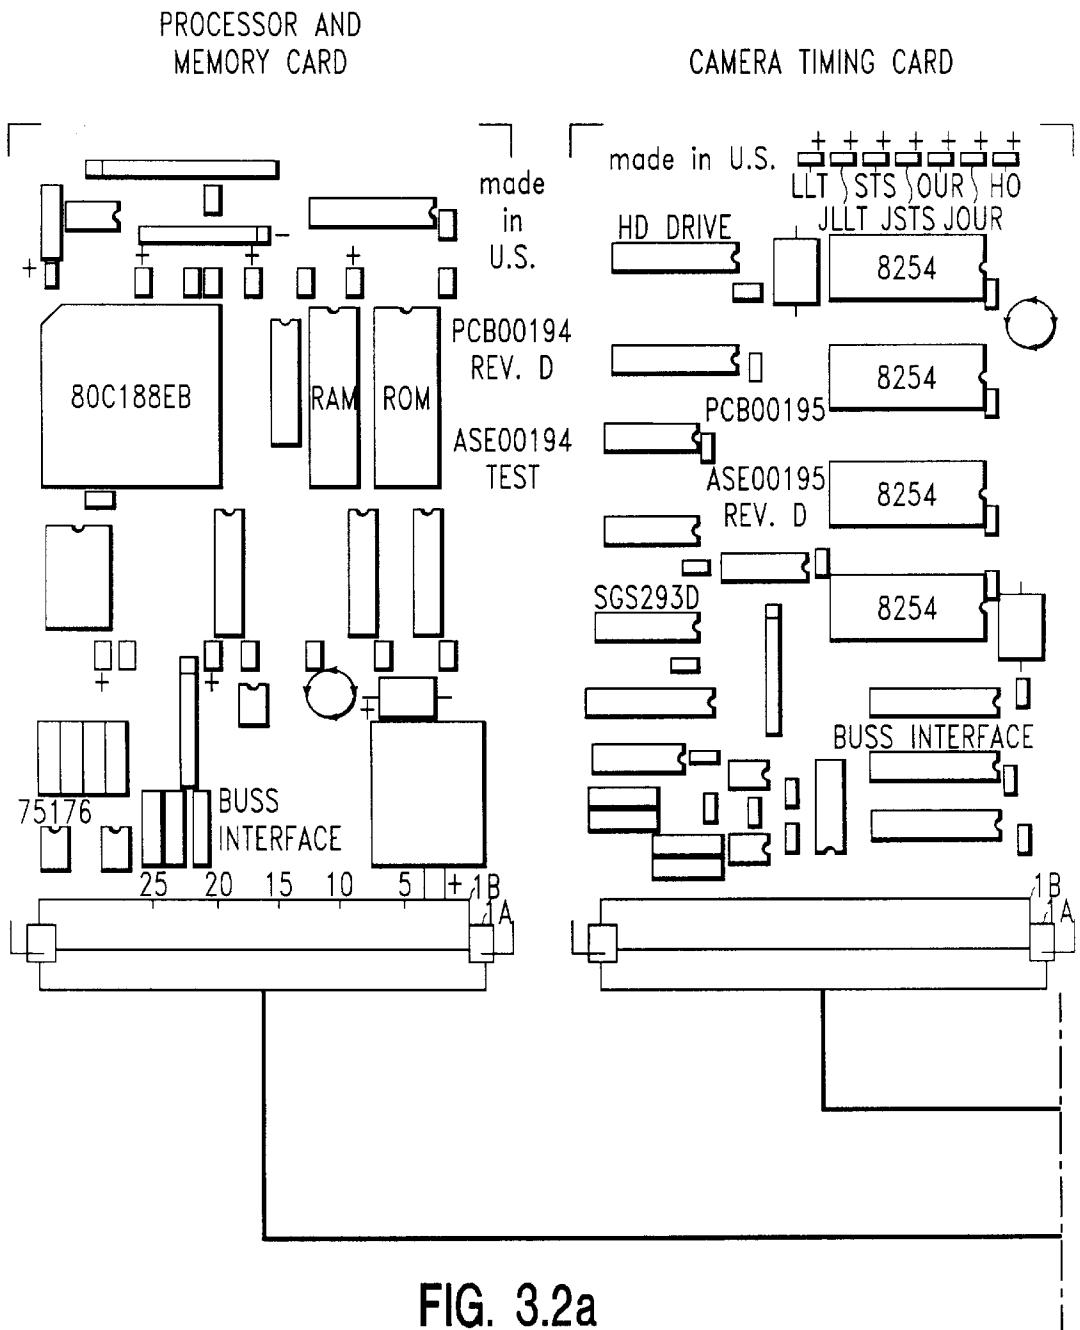 PROCESSOR AND
MEMORY CARD
made
in
U.S.
+
+
+
+
-
80C188EB
RAM
ROM
PCB00194
REV. D
ASE00194
TEST
+
+
+
75176
BUSS
INTERFACE
25
20
15
10
5
+
1B
1A
CAMERA TIMING CARD
made in U.S.
+ + + + + + +
LLT STS OUR HO
JLLT JSTS JOUR
HD DRIVE
8254
8254
PCB00195
ASE00195
REV. D
8254
SGS293D
8254
BUSS INTERFACE
1B
1A
FIG. 3.2a